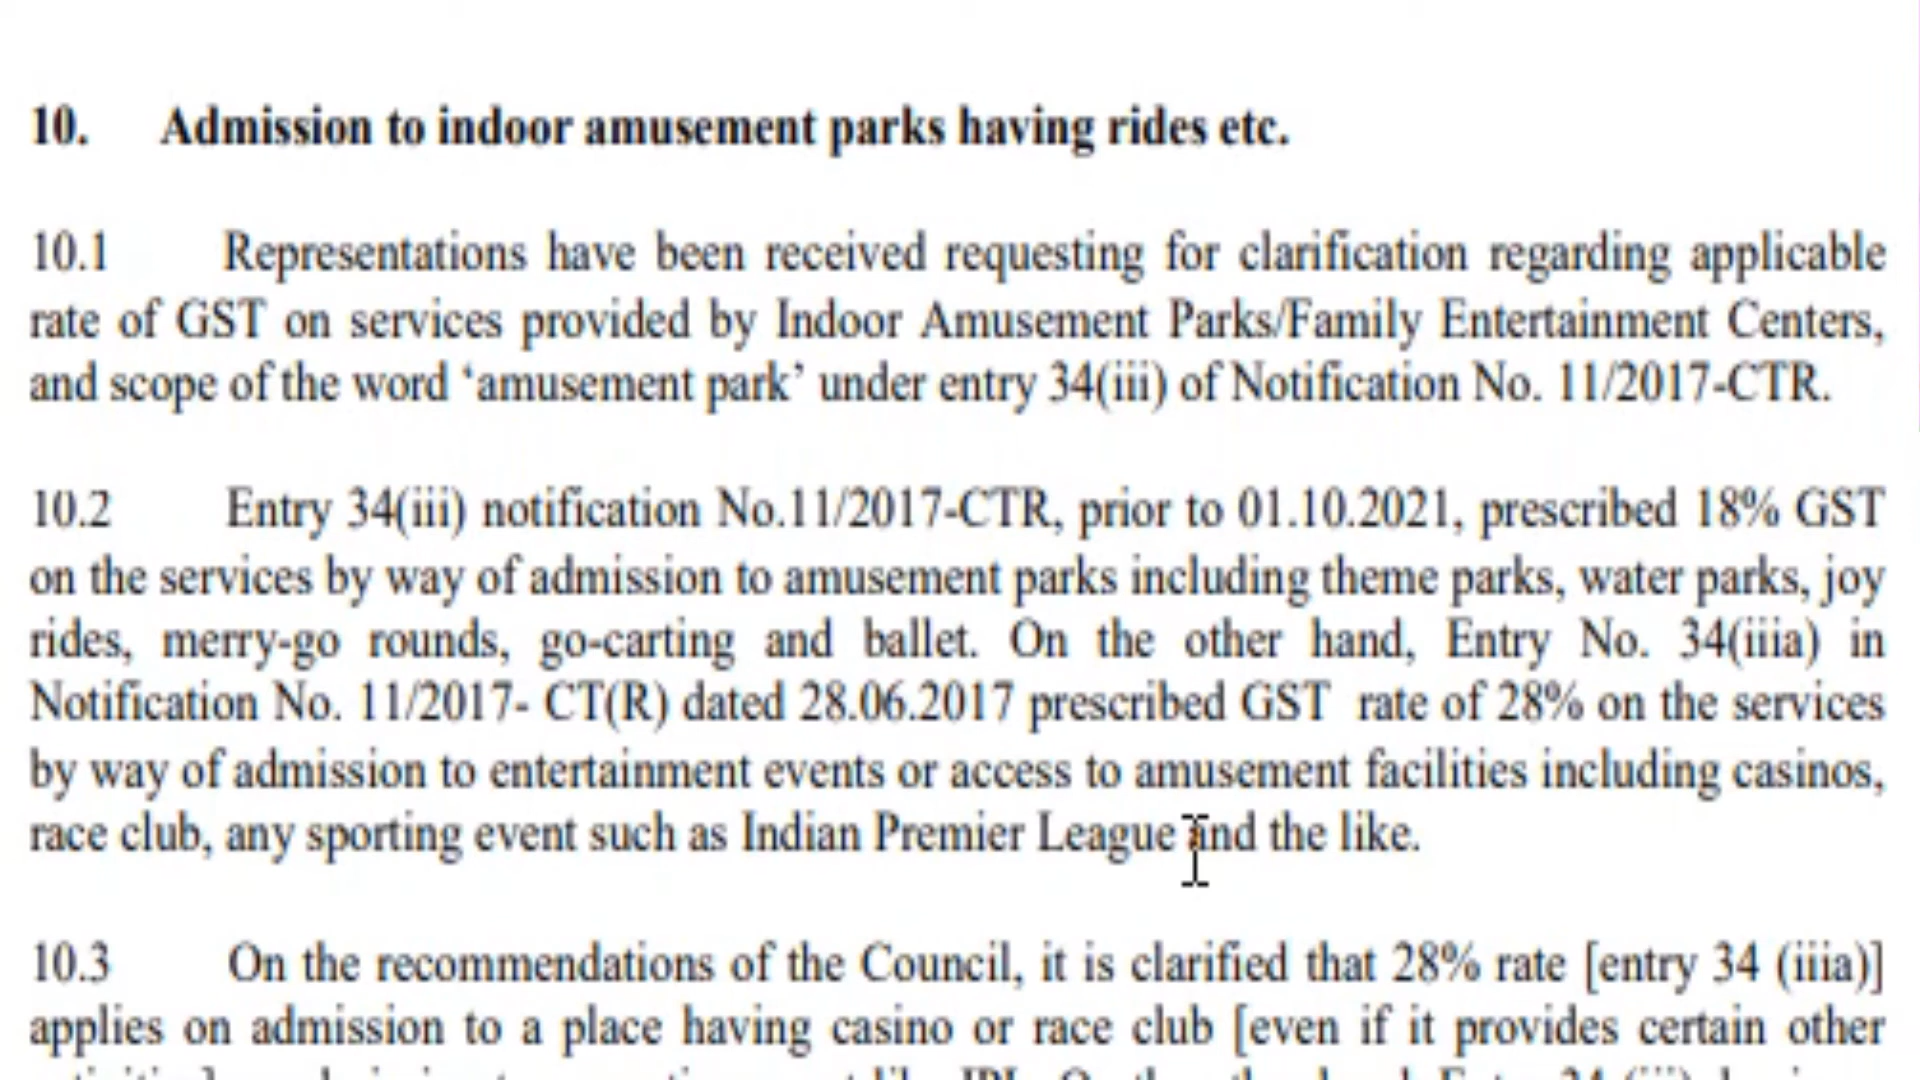 10. Admission to indoor amusement parks having rides etc.
10.1 Representations have been received requesting for clarification regarding applicable
rate of GST on services provided by Indoor Amusement Parks/Family Entertainment Centers,
and scope of the word ‘amusement park’ under entry 34(iii) of Notification No. 11/2017-CTR.
10.2 Entry 34(iii) notification No.11/2017-CTR, prior to 01.10.2021, prescribed 18% GST
on the services by way of admission to amusement parks including theme parks, water parks, joy
rides, merry-go rounds, go-carting and ballet. On the other hand, Entry No. 34(iiia) in
Notification No. 11/2017- CT(R) dated 28.06.2017 prescribed GST rate of 28% on the services
by way of admission to entertainment events or access to amusement facilities including casinos,
race club, any sporting event such as Indian Premier League and the like.
10.3 On the recommendations of the Council, it is clarified that 28% rate [entry 34 (iiia)]
applies on admission to a place having casino or race club [even if it provides certain other